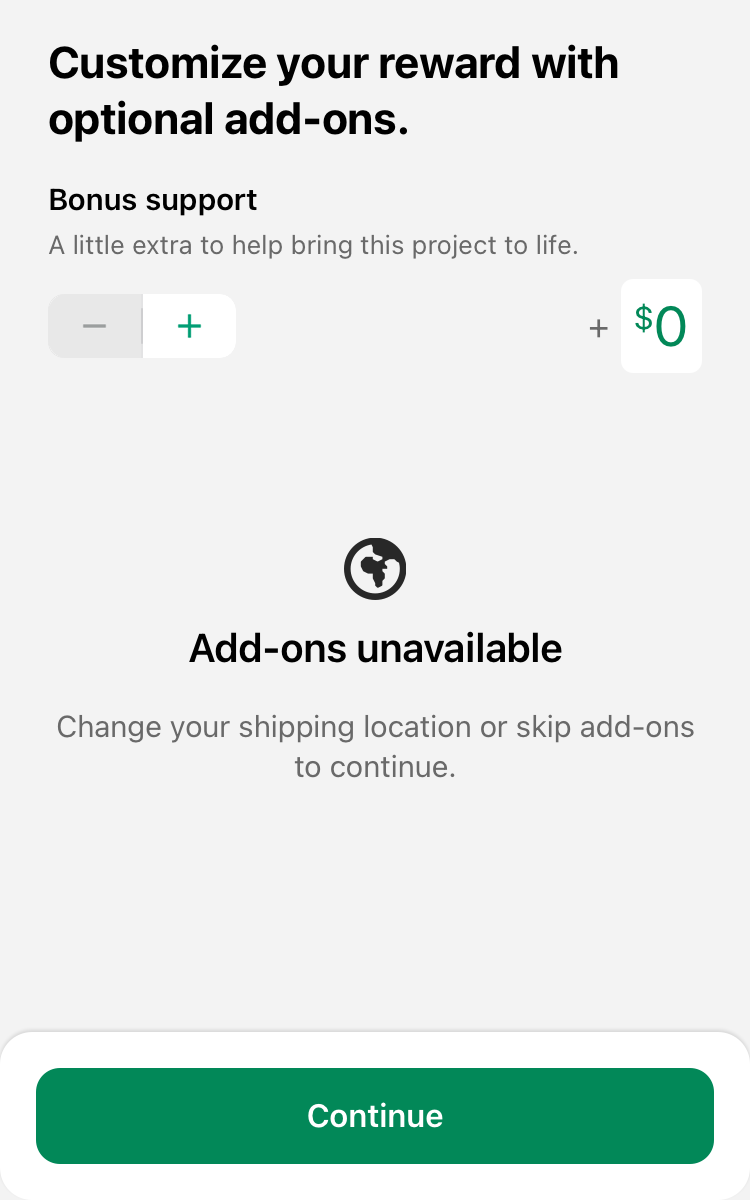 Customize your reward with
optional add-ons.
Bonus support
A little extra to help bring this project to life.
− + + $0
Add-ons unavailable
Change your shipping location or skip add-ons
to continue.
Continue